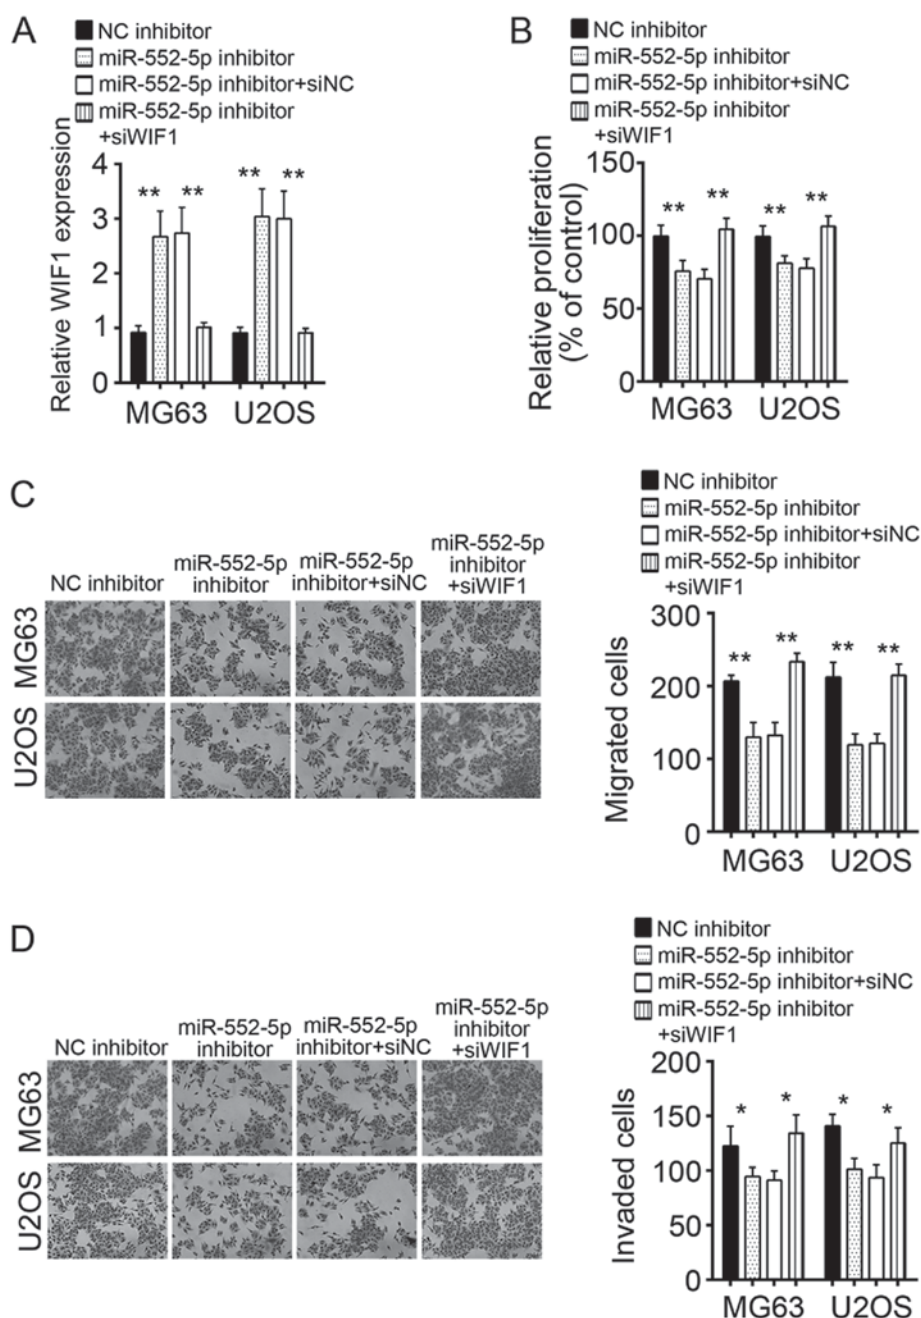 A
NC inhibitor
miR-552-5p inhibitor
miR-552-5p inhibitor+siNC
miR-552-5p inhibitor
+siWIF1
Relative WIF1 expression
4
3
2
1
0
** ** ** **
MG63 U2OS
B
NC inhibitor
miR-552-5p inhibitor
miR-552-5p inhibitor+siNC
miR-552-5p inhibitor
+siWIF1
Relative proliferation
(% of control)
150
100
50
0
** ** ** **
MG63 U2OS
C
NC inhibitor
miR-552-5p
inhibitor
miR-552-5p
inhibitor+siNC
miR-552-5p
inhibitor
+siWIF1
MG63
U2OS
NC inhibitor
miR-552-5p inhibitor
miR-552-5p inhibitor+siNC
miR-552-5p inhibitor
+siWIF1
Migrated cells
300
200
100
0
** ** ** **
MG63 U2OS
D
NC inhibitor
miR-552-5p
inhibitor
miR-552-5p
inhibitor+siNC
miR-552-5p
inhibitor
+siWIF1
MG63
U2OS
NC inhibitor
miR-552-5p inhibitor
miR-552-5p inhibitor+siNC
miR-552-5p inhibitor
+siWIF1
Invaded cells
200
150
100
50
0
* * * *
MG63 U2OS